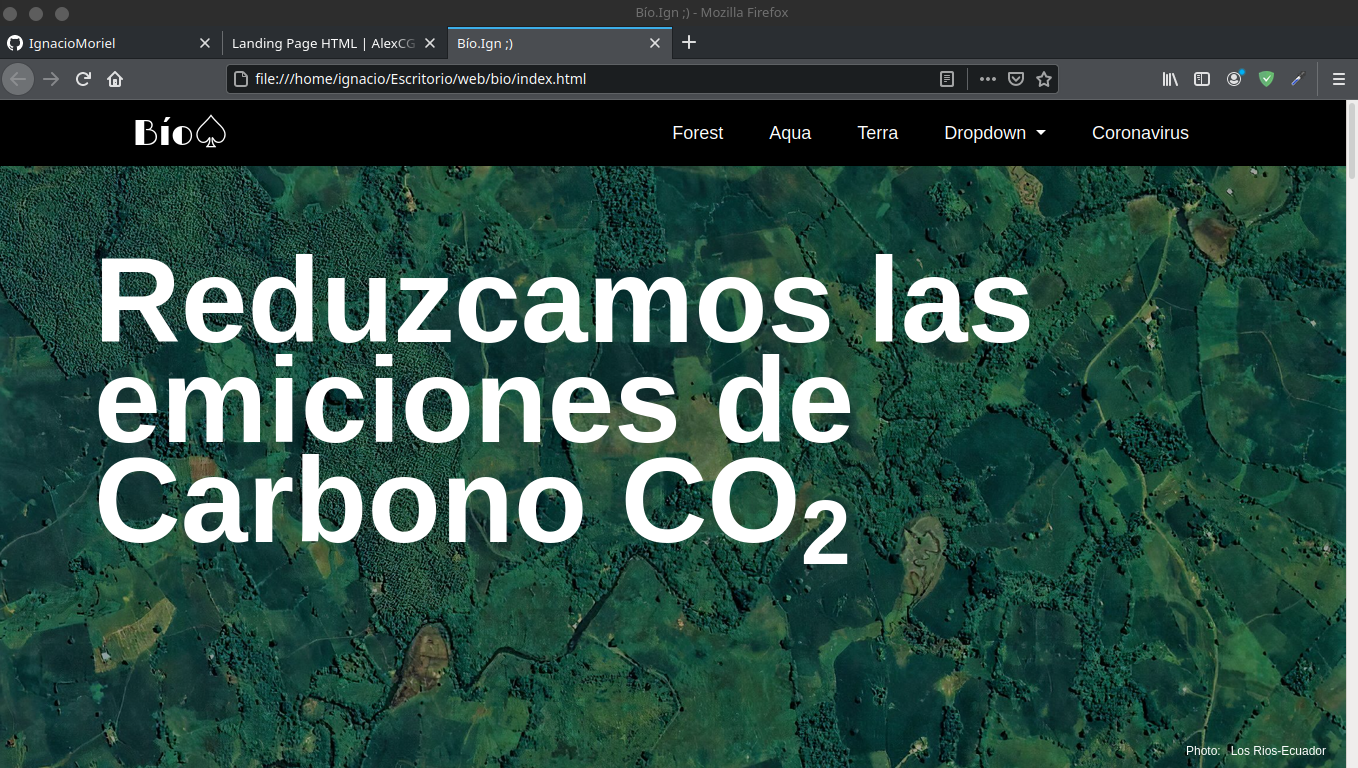 Bío.Ign ;) - Mozilla Firefox
IgnacioMoriel
Landing Page HTML | AlexCG
Bío.Ign ;)
file:///home/ignacio/Escritorio/web/bio/index.html
Bío
Forest Aqua Terra Dropdown Coronavirus
Reduzcamos las
emiciones de
Carbono CO₂
Photo: Los Rios-Ecuador